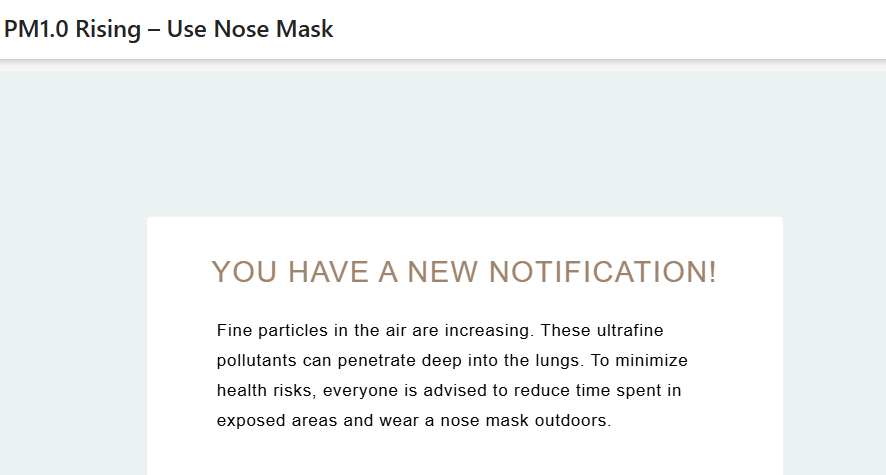 PM1.0 Rising – Use Nose Mask
YOU HAVE A NEW NOTIFICATION!
Fine particles in the air are increasing. These ultrafine
pollutants can penetrate deep into the lungs. To minimize
health risks, everyone is advised to reduce time spent in
exposed areas and wear a nose mask outdoors.